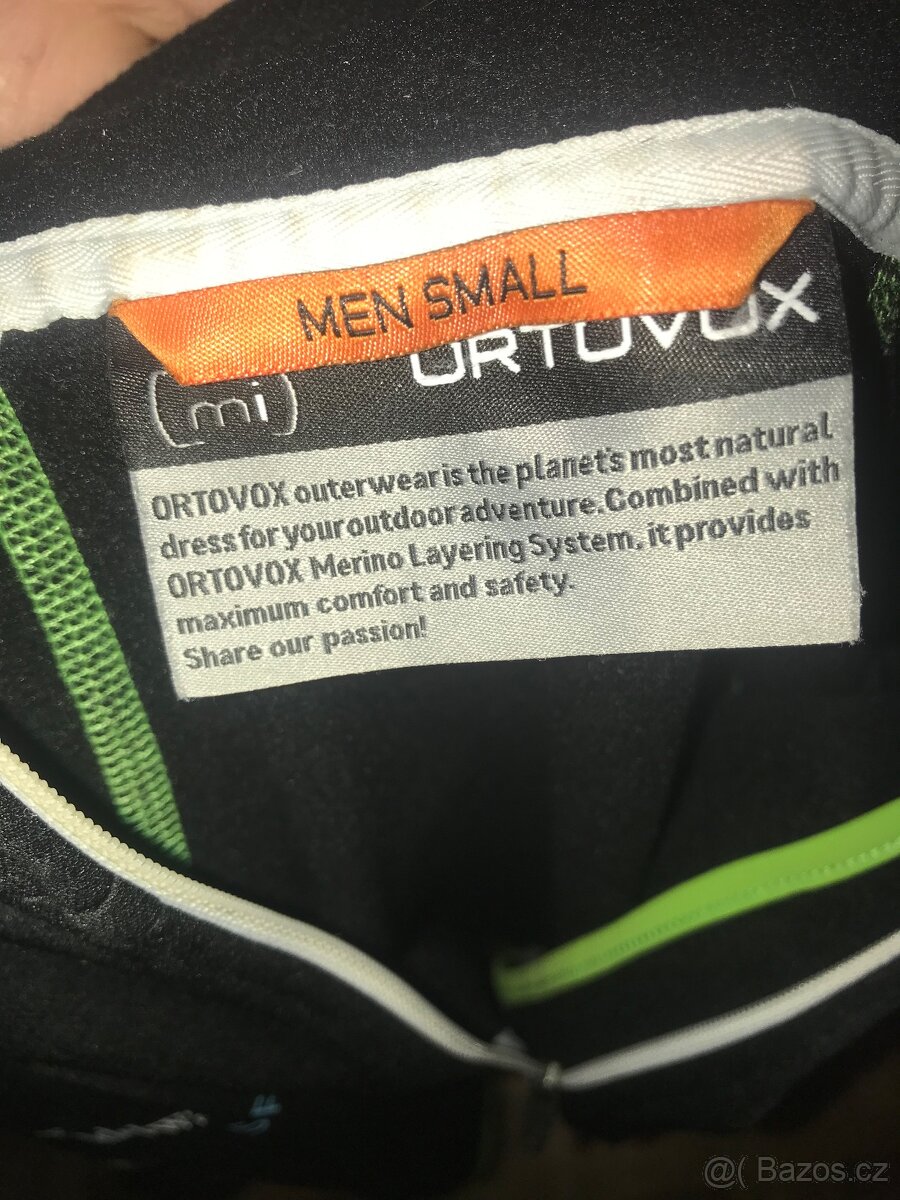 MEN SMALL
ORTOVOX
(mi)
ORTOVOX outerwear is the planet's most natural
dress for your outdoor adventure. Combined with
ORTOVOX Merino Layering System, it provides
maximum comfort and safety.
Share our passion!
@( Bazos.cz